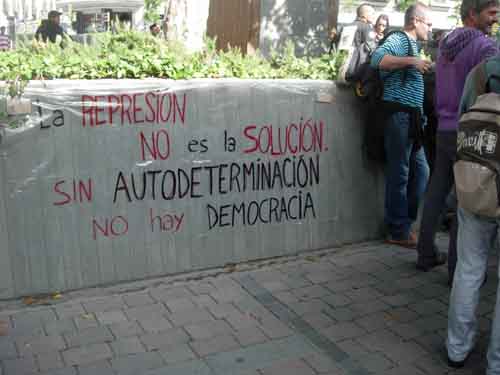 La REPRESION
NO es la SOLUCIÓN.
SIN AUTODETERMINACIÓN
NO hay DEMOCRACIA